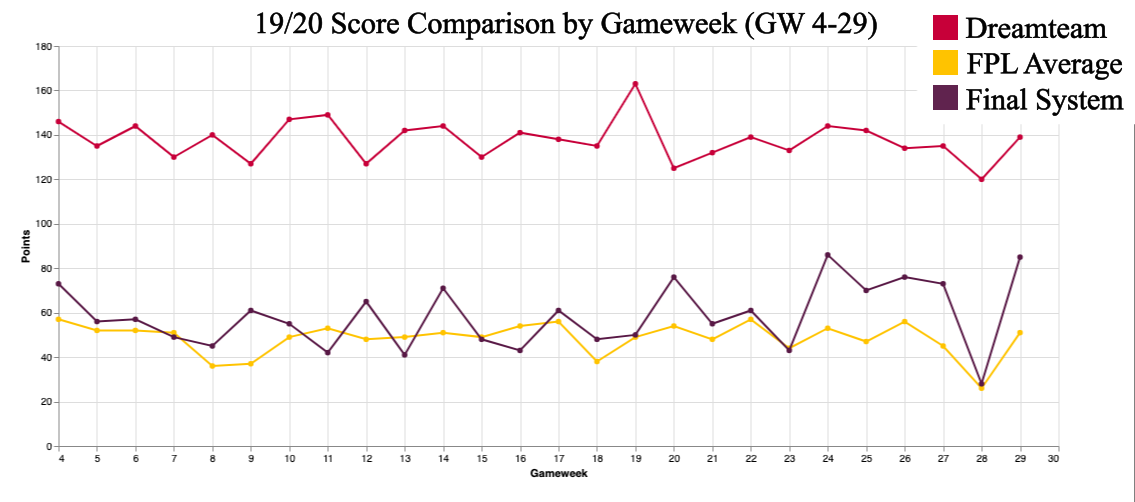 19/20 Score Comparison by Gameweek (GW 4-29)
Dreamteam
FPL Average
Final System
180
160
140
120
100
80
60
40
20
0
Points
4 5 6 7 8 9 10 11 12 13 14 15 16 17 18 19 20 21 22 23 24 25 26 27 28 29 30
Gameweek